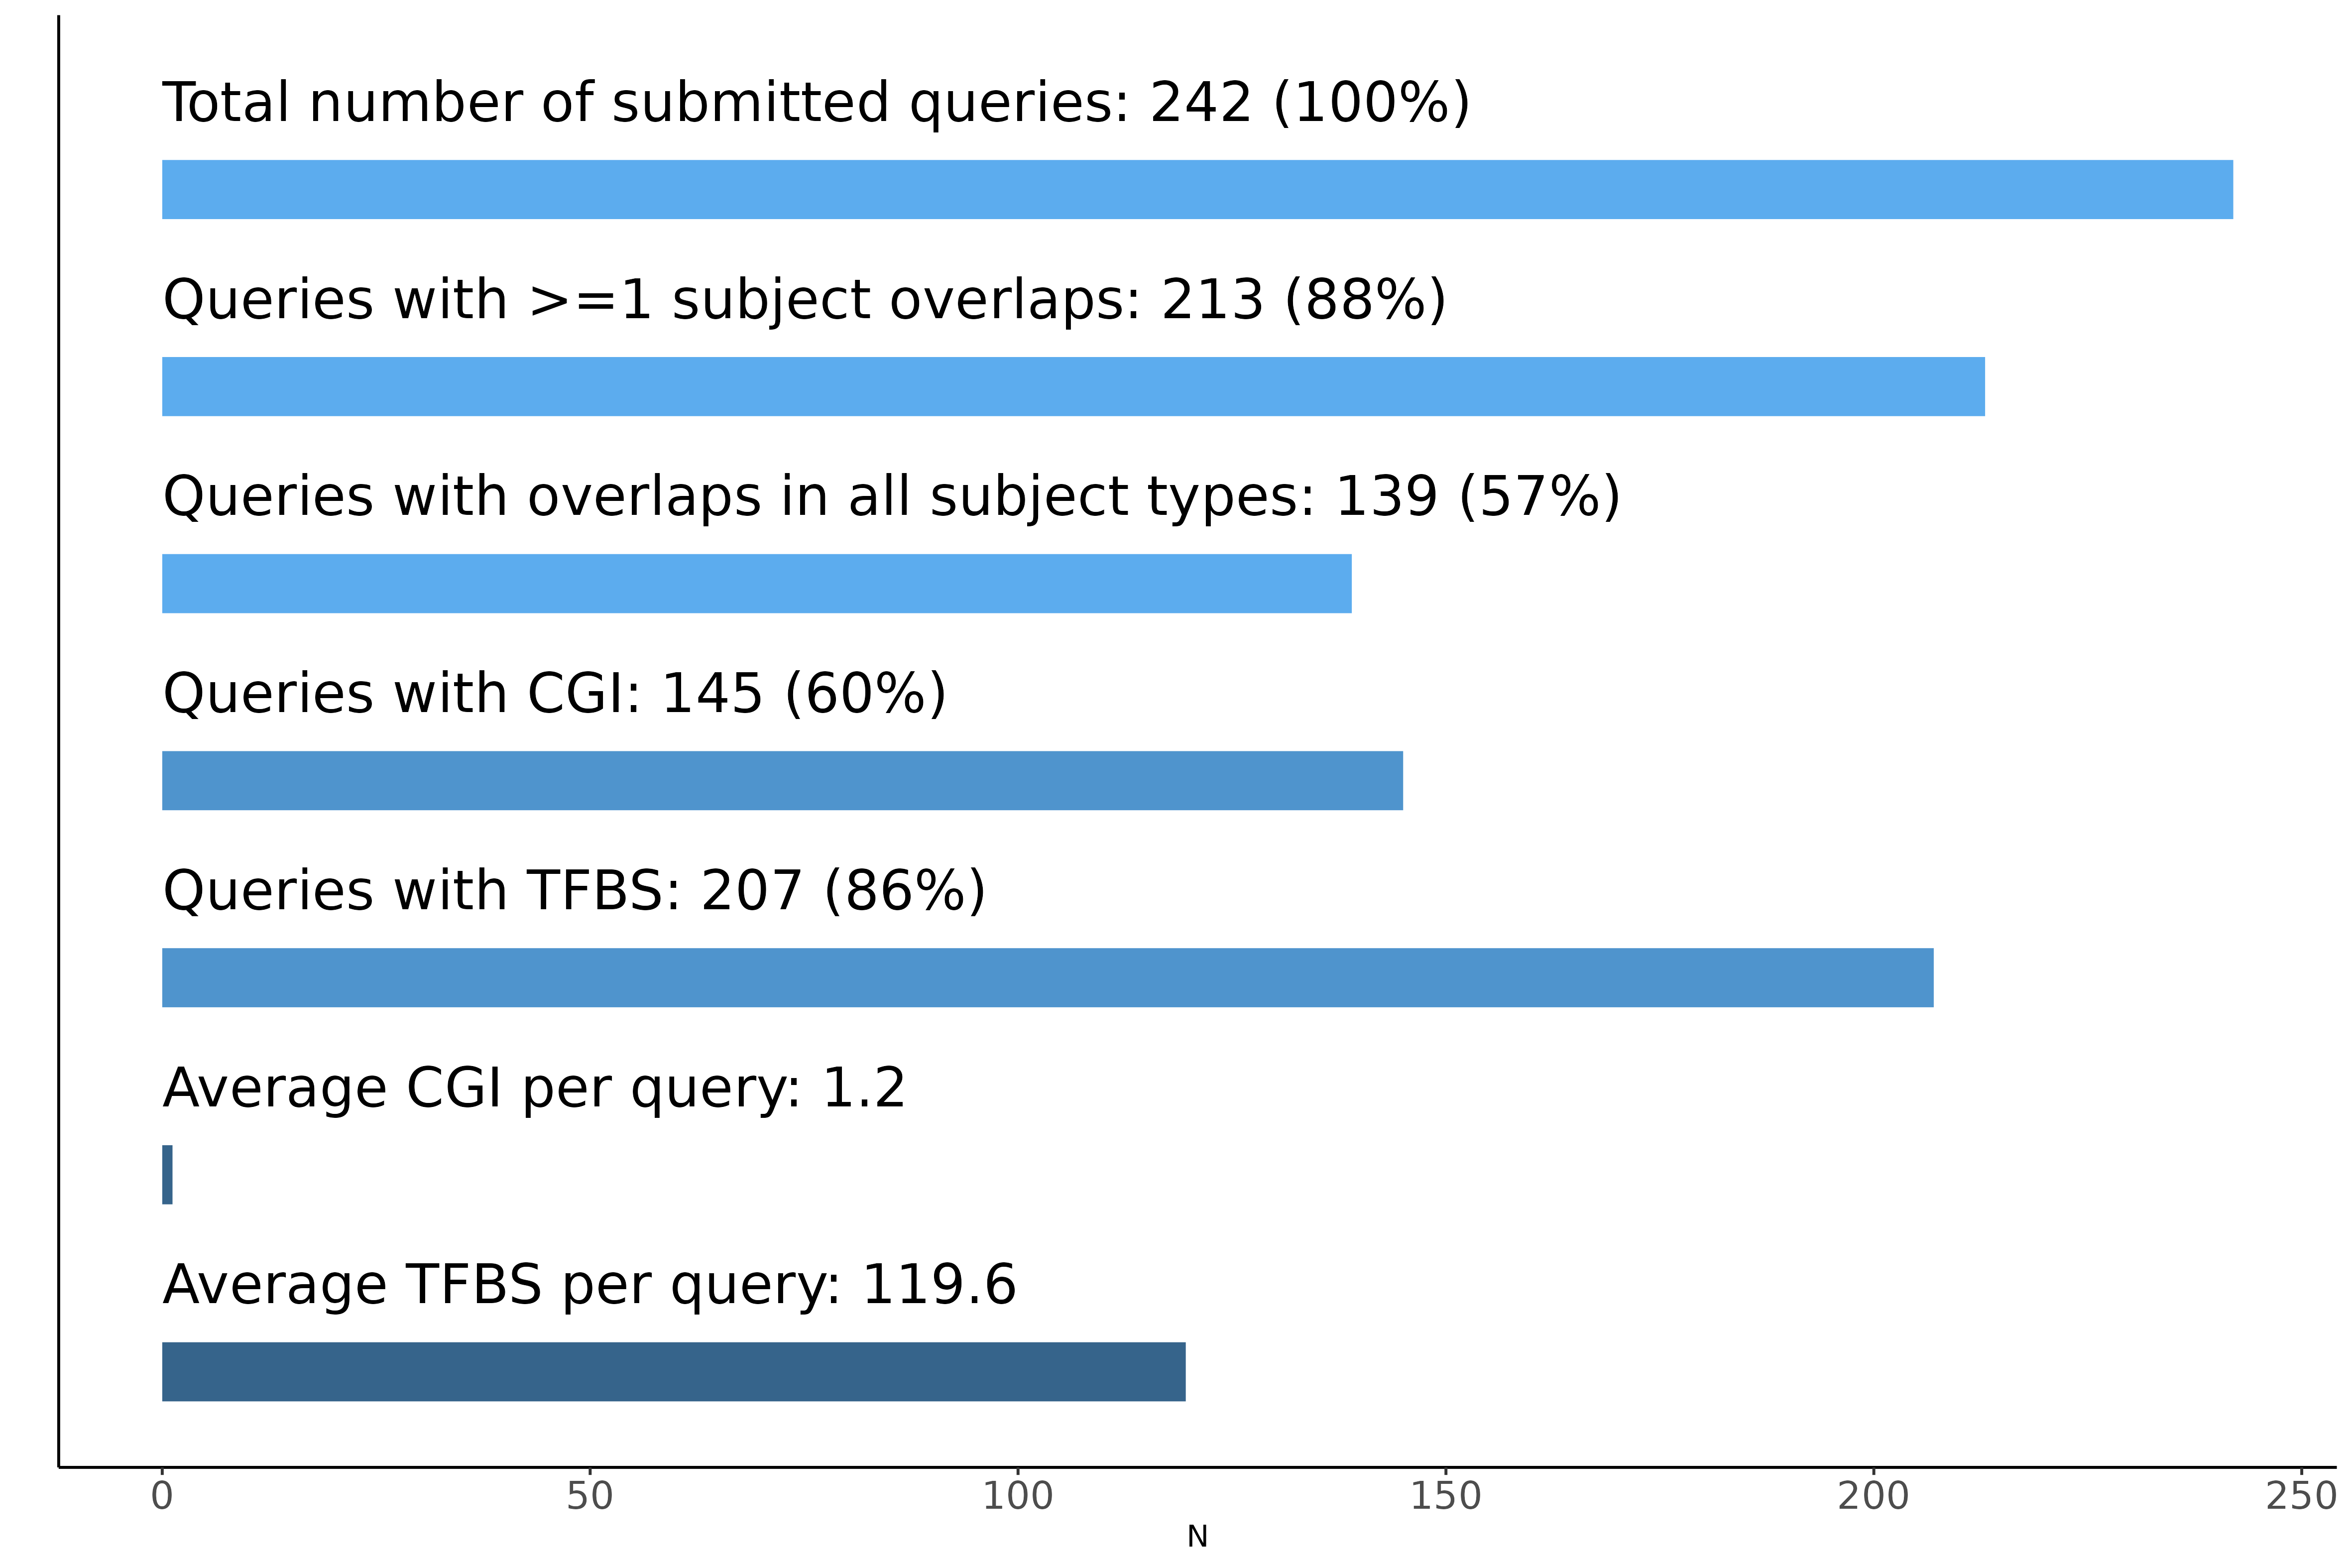 Total number of submitted queries: 242 (100%)
Queries with >=1 subject overlaps: 213 (88%)
Queries with overlaps in all subject types: 139 (57%)
Queries with CGI: 145 (60%)
Queries with TFBS: 207 (86%)
Average CGI per query: 1.2
Average TFBS per query: 119.6
0 50 100 150 200 250
N